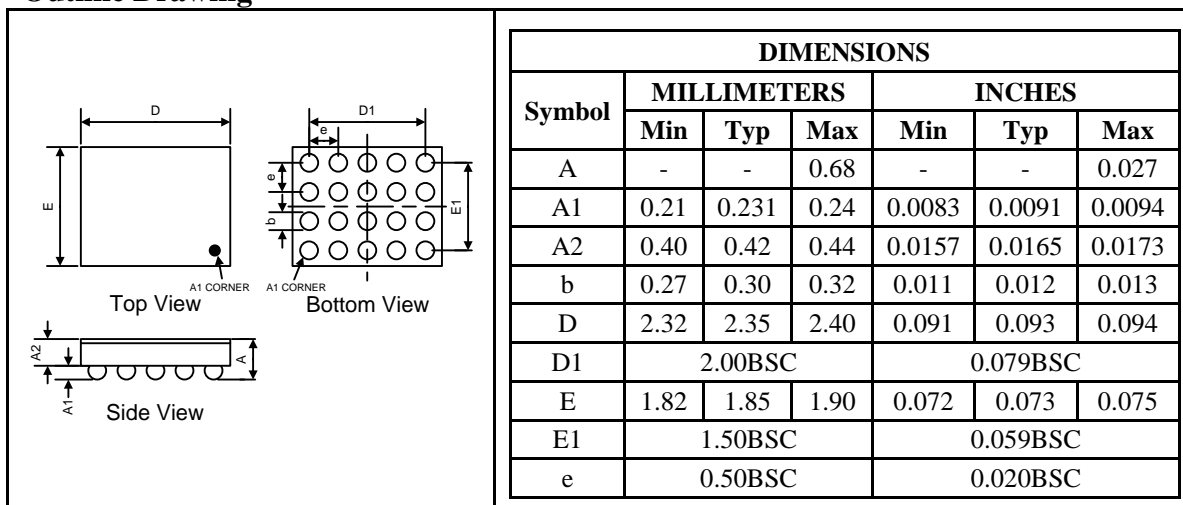 Outline Drawing
D
E
A1 CORNER
Top View
D1
e
e
b
E1
A1 CORNER
Bottom View
A2
A1
A
Side View
DIMENSIONS
Symbol MILLIMETERS INCHES
Min Typ Max Min Typ Max
A - - 0.68 - - 0.027
A1 0.21 0.231 0.24 0.0083 0.0091 0.0094
A2 0.40 0.42 0.44 0.0157 0.0165 0.0173
b 0.27 0.30 0.32 0.011 0.012 0.013
D 2.32 2.35 2.40 0.091 0.093 0.094
D1 2.00BSC 0.079BSC
E 1.82 1.85 1.90 0.072 0.073 0.075
E1 1.50BSC 0.059BSC
e 0.50BSC 0.020BSC